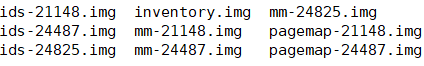 ids-21148.img inventory.img mm-24825.img
ids-24487.img mm-21148.img pagemap-21148.img
ids-24825.img mm-24487.img pagemap-24487.img